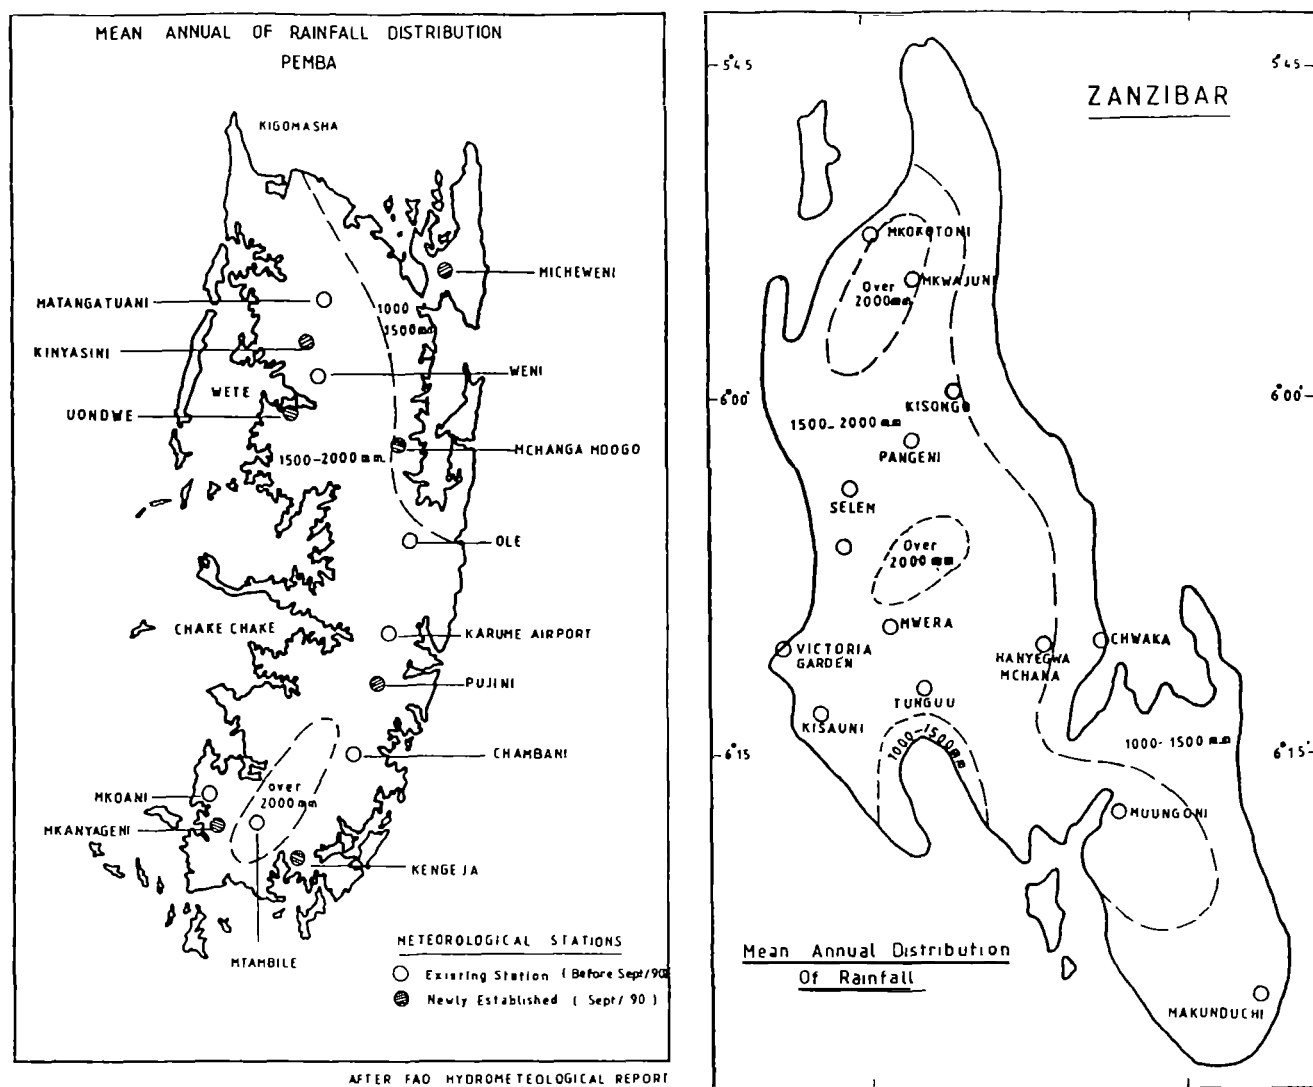 MEAN ANNUAL OF RAINFALL DISTRIBUTION
PEMBA
KIGOMASHA
MICHEWENI
MATANGATUANI
1000
1500mm
KINYASINI
WENI
WETE
UONDWE
MCHANGA MDOGO
1500-2000 mm
OLE
CHAKE CHAKE
KARUME AIRPORT
PUJINI
CHAMBANI
over
2000mm
MKOANI
MKANYAGENI
KENGEJA
MTAMBILE
METEOROLOGICAL STATIONS
Existing Station (Before Sept/90)
Newly Established (Sept/90)
AFTER FAO HYDROMETEOLOGICAL REPORT
5°45
5°45
ZANZIBAR
MKOKOTONI
MKWAJUNI
Over
2000mm
6°00'
6°00'
KISONGO
1500-2000 mm
PANGENI
SELEM
Over
2000 mm
MWERA
VICTORIA
GARDEN
HANYEGWA
MCHANA
CHWAKA
TUNGUU
KISAUNI
1000-1500mm
1000-1500 mm
6°15'
6°15'
MUUNGONI
Mean Annual Distribution
Of Rainfall
MAKUNDUCHI